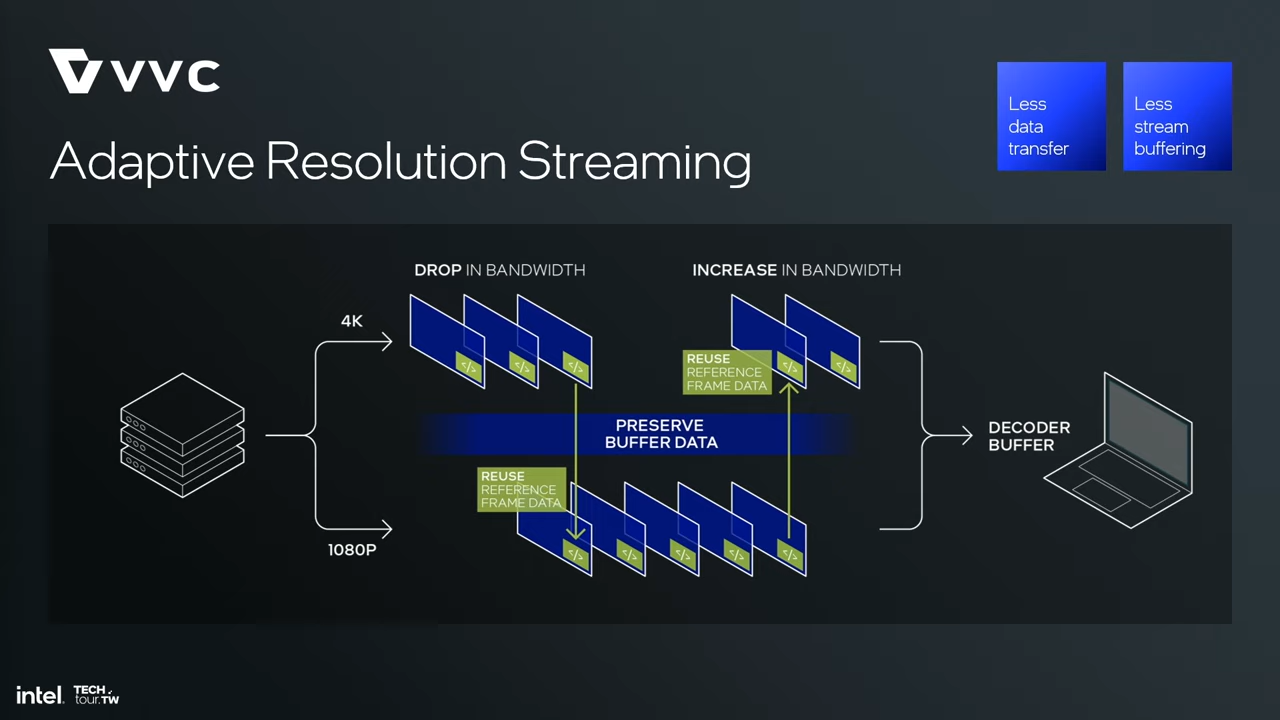 VVC
Adaptive Resolution Streaming
Less
data
transfer
Less
stream
buffering
DROP IN BANDWIDTH
INCREASE IN BANDWIDTH
4K
</>
</>
</>
</>
</>
REUSE
REFERENCE
FRAME DATA
PRESERVE
BUFFER DATA
DECODER
BUFFER
REUSE
REFERENCE
FRAME DATA
1080P
</>
</>
</>
</>
</>
intel.
TECH
tour.TW